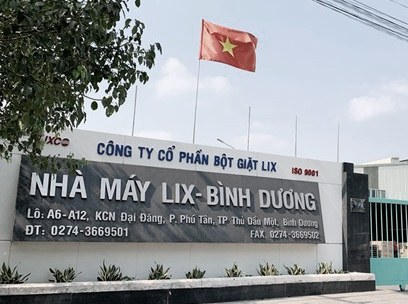 IXCO
CÔNG TY CỔ PHẦN BỘT GIẶT LIX ISO 9001
NHÀ MÁY LIX-BÌNH DƯƠNG
Lô: A6-A12, KCN Đại Đăng, P. Phú Tân, TP Thủ Dầu Một, Bình Dương
ĐT: 0274-3669501 FAX. 0274-3669502